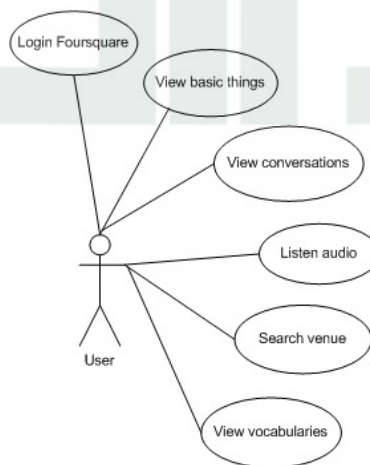 Login Foursquare
View basic things
View conversations
Listen audio
Search venue
User
View vocabularies